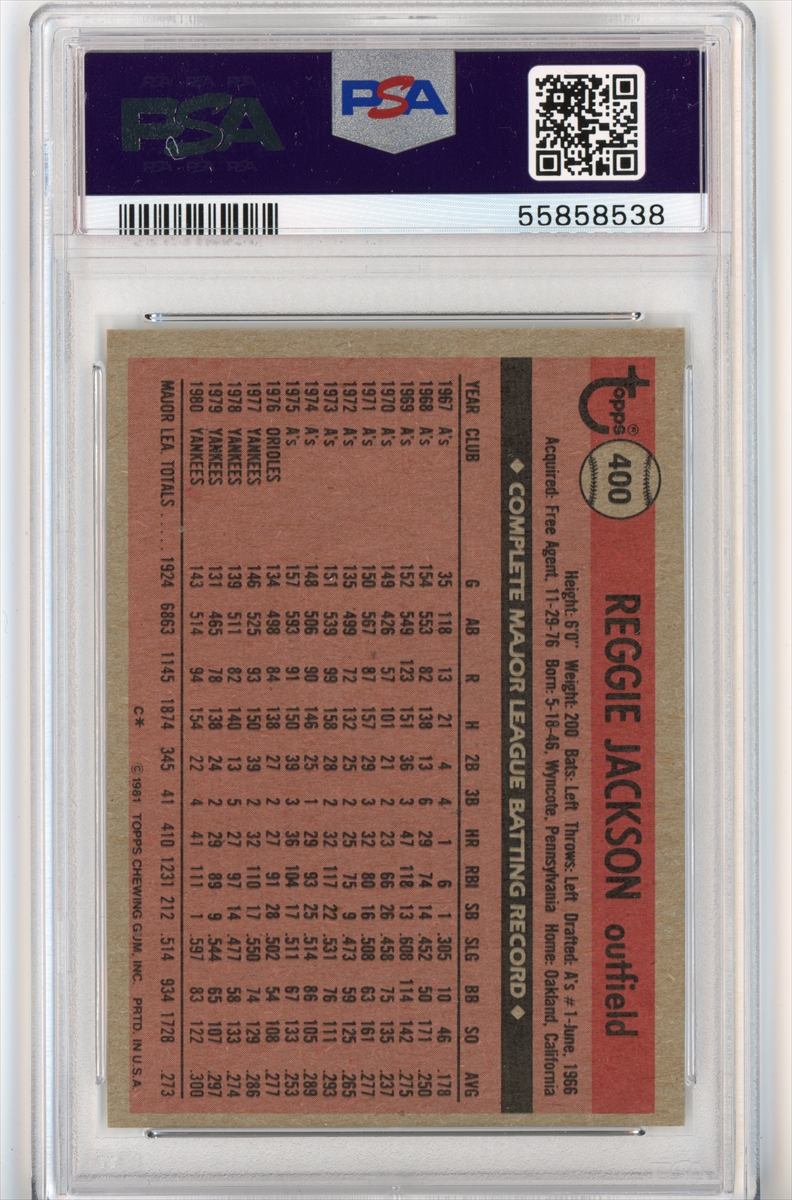 PSA PSA PSA
PSA
PSA PSA PSA
PSA
55858538
topps®
400
REGGIE JACKSON outfield
Height: 6'0" Weight: 200 Bats: Left Throws: Left Drafted: A's #1-June, 1966
Acquired: Free Agent, 11-29-76 Born: 5-18-46, Wyncote, Pennsylvania Home: Oakland, California
◆ COMPLETE MAJOR LEAGUE BATTING RECORD ◆
YEAR CLUB G AB R H 2B 3B HR RBI SB SLG BB SO AVG
1967 A's 35 118 13 21 4 4 1 6 1 .305 10 46 .178
1968 A's 154 553 82 138 13 6 29 74 14 .452 50 171 .250
1969 A's 152 549 123 151 36 3 47 118 13 .608 114 142 .275
1970 A's 149 426 57 101 21 2 23 66 26 .458 75 135 .237
1971 A's 150 567 87 157 29 3 32 80 16 .508 63 161 .277
1972 A's 135 499 72 132 25 2 25 75 9 .473 59 125 .265
1973 A's 151 539 99 158 28 2 32 117 22 .531 76 111 .293
1974 A's 148 506 90 146 25 1 29 93 25 .514 86 105 .289
1975 A's 157 593 91 150 39 3 36 104 17 .511 67 133 .253
1976 ORIOLES 134 498 84 138 27 2 27 91 28 .502 54 108 .277
1977 YANKEES 146 525 93 150 39 2 32 110 17 .550 74 129 .286
1978 YANKEES 139 511 82 140 13 5 27 97 14 .477 58 133 .274
1979 YANKEES 131 465 78 138 24 2 29 89 9 .544 65 107 .297
1980 YANKEES 143 514 94 154 22 4 41 111 1 .597 83 122 .300
MAJOR LEA. TOTALS . . . . . 1924 6863 1145 1874 345 41 410 1231 212 .514 934 1728 .273
C* © 1981 TOPPS CHEWING GUM, INC. PRTD. IN U.S.A.